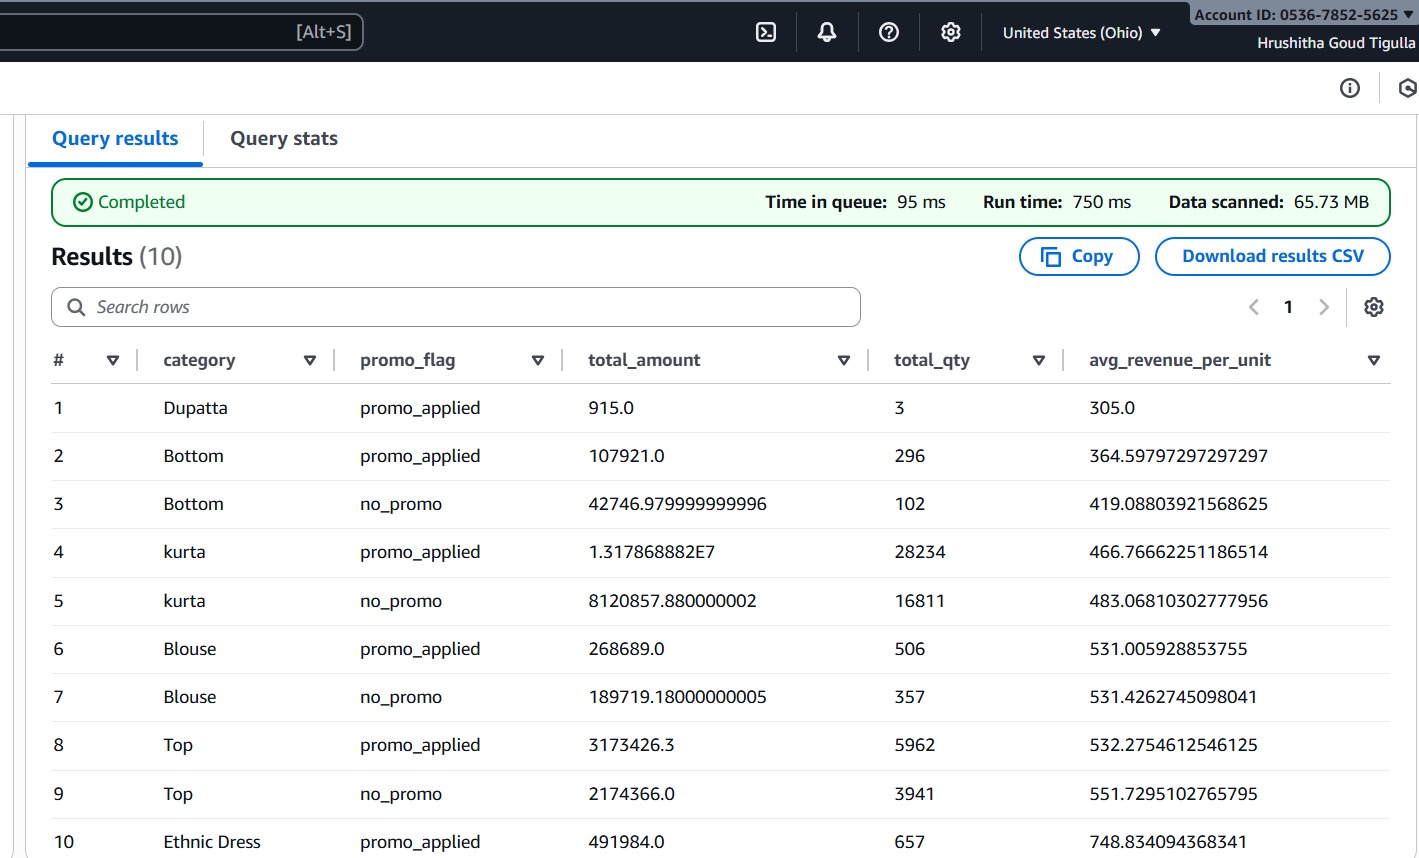 [Alt+S]
United States (Ohio)
Account ID: 0536-7852-5625
Hrushitha Goud Tigulla
Query results
Query stats
Completed
Time in queue: 95 ms Run time: 750 ms Data scanned: 65.73 MB
Results (10)
Copy
Download results CSV
Search rows
1
# category promo_flag total_amount total_qty avg_revenue_per_unit
1 Dupatta promo_applied 915.0 3 305.0
2 Bottom promo_applied 107921.0 296 364.59797297297297
3 Bottom no_promo 42746.979999999996 102 419.08803921568625
4 kurta promo_applied 1.317868882E7 28234 466.76662251186514
5 kurta no_promo 8120857.880000002 16811 483.06810302777956
6 Blouse promo_applied 268689.0 506 531.005928853755
7 Blouse no_promo 189719.18000000005 357 531.4262745098041
8 Top promo_applied 3173426.3 5962 532.2754612546125
9 Top no_promo 2174366.0 3941 551.7295102765795
10 Ethnic Dress promo_applied 491984.0 657 748.834094368341